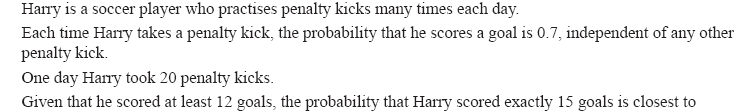 Harry is a soccer player who practises penalty kicks many times each day.
Each time Harry takes a penalty kick, the probability that he scores a goal is 0.7, independent of any other
penalty kick.
One day Harry took 20 penalty kicks.
Given that he scored at least 12 goals, the probability that Harry scored exactly 15 goals is closest to